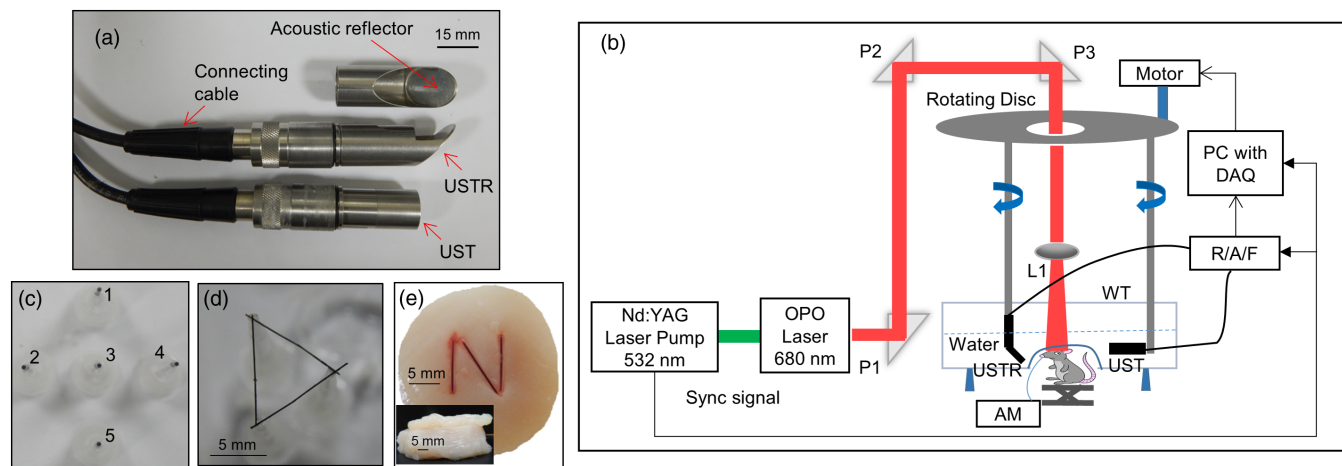 (a)
Acoustic reflector
15 mm
Connecting
cable
USTR
UST
(b)
P2
P3
Motor
Rotating Disc
PC with
DAQ
R/A/F
L1
WT
Nd:YAG
Laser Pump
532 nm
OPO
Laser
680 nm
P1
Water
USTR
UST
AM
Sync signal
(c)
1
2
3
4
5
(d)
5 mm
(e)
5 mm
N
5 mm